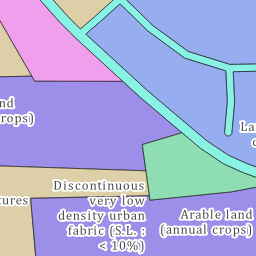 La
c
nd
rops)
Discontinuous
very low
density urban
fabric (S.L. :
< 10%)
tures
Arable land
(annual crops)